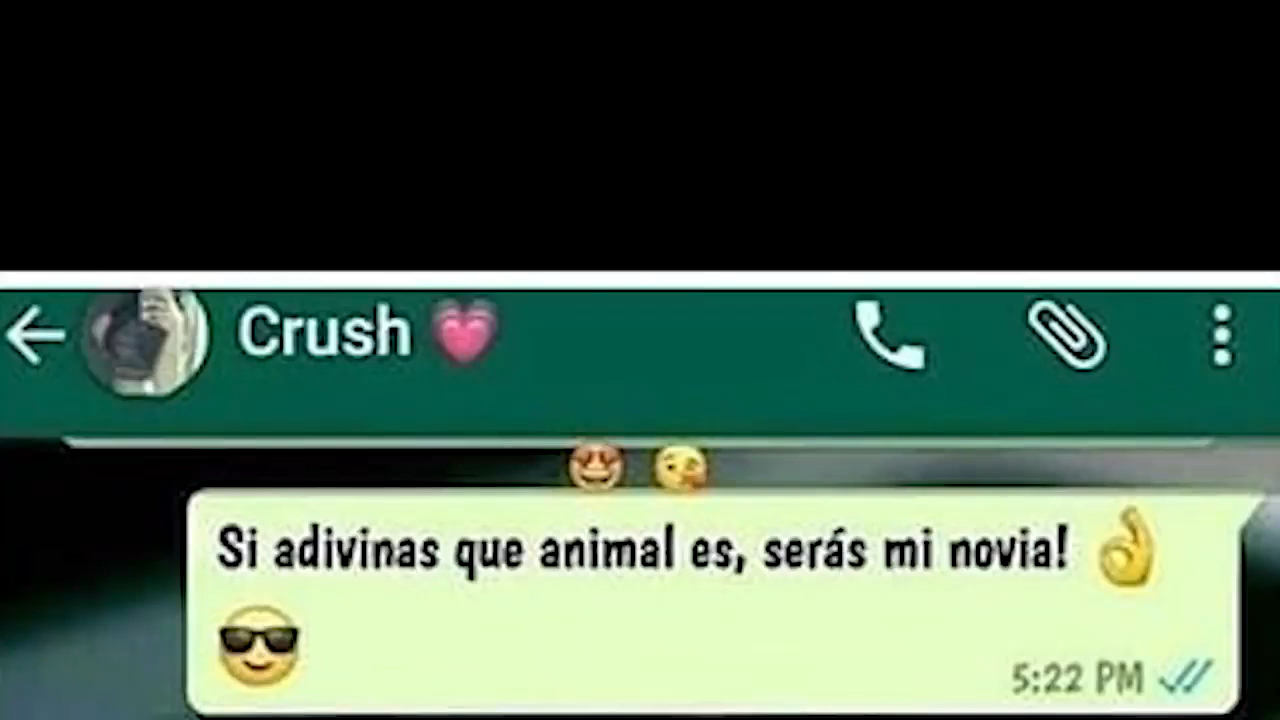 Crush 💗
Si adivinas que animal es, serás mi novia! 👌
😎
5:22 PM